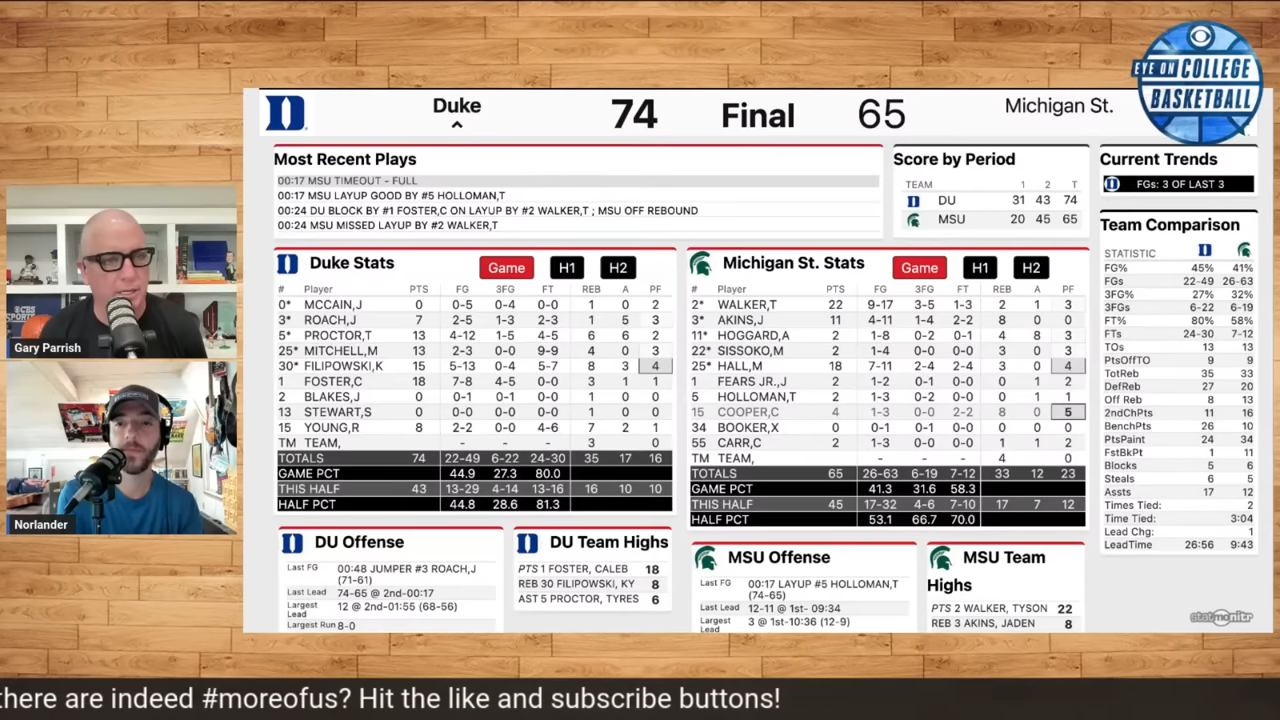 EYE ON COLLEGE
BASKETBALL
Duke 74 Final 65 Michigan St.
Most Recent Plays
00:17 MSU TIMEOUT - FULL
00:17 MSU LAYUP GOOD BY #5 HOLLOMAN,T
00:24 DU BLOCK BY #1 FOSTER,C ON LAYUP BY #2 WALKER,T ; MSU OFF REBOUND
00:24 MSU MISSED LAYUP BY #2 WALKER,T
Score by Period
TEAM 1 2 T
DU 31 43 74
MSU 20 45 65
Current Trends
FGs: 3 OF LAST 3
Duke Stats Game H1 H2
# Player PTS FG 3FG FT REB A PF
0* MCCAIN,J 0 0-5 0-4 0-0 1 0 2
3* ROACH,J 7 2-5 1-3 2-3 1 5 3
5* PROCTOR,T 13 4-12 1-5 4-5 6 6 2
25* MITCHELL,M 13 2-3 0-0 9-9 4 0 3
30* FILIPOWSKI,K 15 5-13 0-4 5-7 8 3 4
1 FOSTER,C 18 7-8 4-5 0-0 3 1 1
2 BLAKES,J 0 0-1 0-1 0-0 1 0 0
13 STEWART,S 0 0-0 0-0 0-0 1 0 0
15 YOUNG,R 8 2-2 0-0 4-6 7 2 1
TM TEAM, - - - 3 0
TOTALS 74 22-49 6-22 24-30 35 17 16
GAME PCT 44.9 27.3 80.0
THIS HALF 43 13-29 4-14 13-16 16 10 10
HALF PCT 44.8 28.6 81.3
Michigan St. Stats Game H1 H2
# Player PTS FG 3FG FT REB A PF
2* WALKER,T 22 9-17 3-5 1-3 2 1 3
3* AKINS,J 11 4-11 1-4 2-2 8 0 0
11* HOGGARD,A 2 1-8 0-2 0-1 4 8 3
22* SISSOKO,M 2 1-4 0-0 0-0 3 0 3
25* HALL,M 18 7-11 2-4 2-4 3 0 4
1 FEARS JR.,J 2 1-2 0-1 0-0 0 1 2
5 HOLLOMAN,T 2 1-3 0-2 0-0 0 1 1
15 COOPER,C 4 1-3 0-0 2-2 8 0 5
34 BOOKER,X 0 0-1 0-1 0-0 0 0 0
55 CARR,C 2 1-3 0-0 0-0 1 1 2
TM TEAM, - - - 4 0
TOTALS 65 26-63 6-19 7-12 33 12 23
GAME PCT 41.3 31.6 58.3
THIS HALF 45 17-32 4-6 7-10 17 7 12
HALF PCT 53.1 66.7 70.0
Team Comparison
STATISTIC
FG% 45% 41%
FGs 22-49 26-63
3FG% 27% 32%
3FGs 6-22 6-19
FT% 80% 58%
FTs 24-30 7-12
TOs 13 13
PtsOffTO 9 9
TotReb 35 33
DefReb 27 20
Off Reb 8 13
2ndChPts 11 16
BenchPts 26 10
PtsPaint 24 34
FstBkPt 1 11
Blocks 5 6
Steals 6 5
Assts 17 12
Times Tied: 2
Time Tied: 3:04
Lead Chg: 1
LeadTime 26:56 9:43
DU Offense
Last FG 00:48 JUMPER #3 ROACH,J
(71-61)
Last Lead 74-65 @ 2nd-00:17
Largest Lead 12 @ 2nd-01:55 (68-56)
Largest Run 8-0
DU Team Highs
PTS 1 FOSTER, CALEB 18
REB 30 FILIPOWSKI, KY 8
AST 5 PROCTOR, TYRES 6
MSU Offense
Last FG 00:17 LAYUP #5 HOLLOMAN,T
(74-65)
Last Lead 12-11 @ 1st- 09:34
Largest Lead 3 @ 1st-10:36 (12-9)
MSU Team
Highs
PTS 2 WALKER, TYSON 22
REB 3 AKINS, JADEN 8
statmonitr
CBS SPORTS
Gary Parrish
Norlander
there are indeed #moreofus? Hit the like and subscribe buttons!